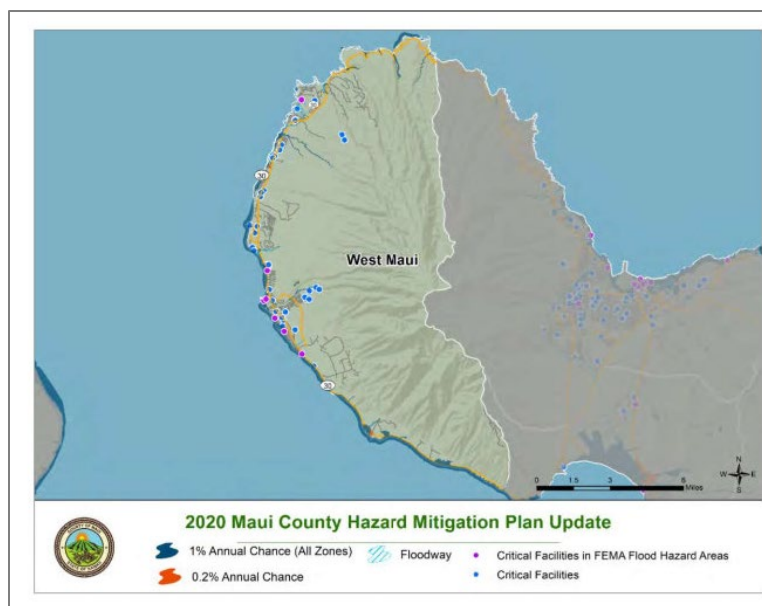 30
West Maui
30
N
W E
S
0 1.5 3 6
Miles
2020 Maui County Hazard Mitigation Plan Update
1% Annual Chance (All Zones)
Floodway
Critical Facilities in FEMA Flood Hazard Areas
0.2% Annual Chance
Critical Facilities